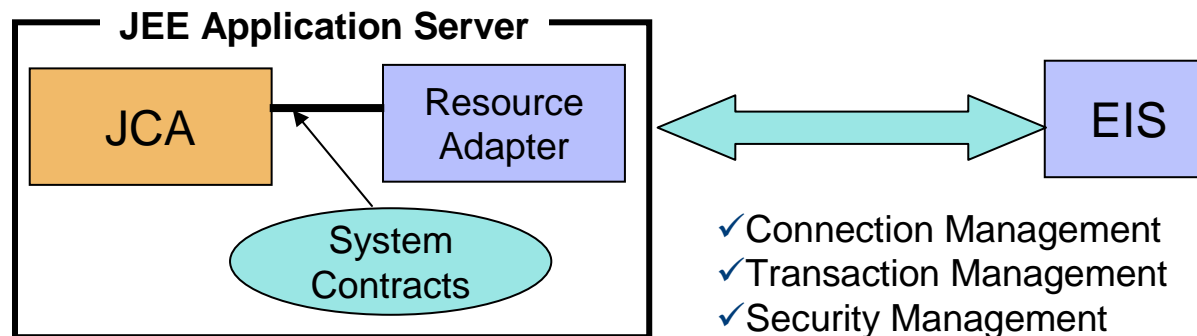 JEE Application Server
JCA
Resource
Adapter
EIS
System
Contracts
✓Connection Management
✓Transaction Management
✓Security Management